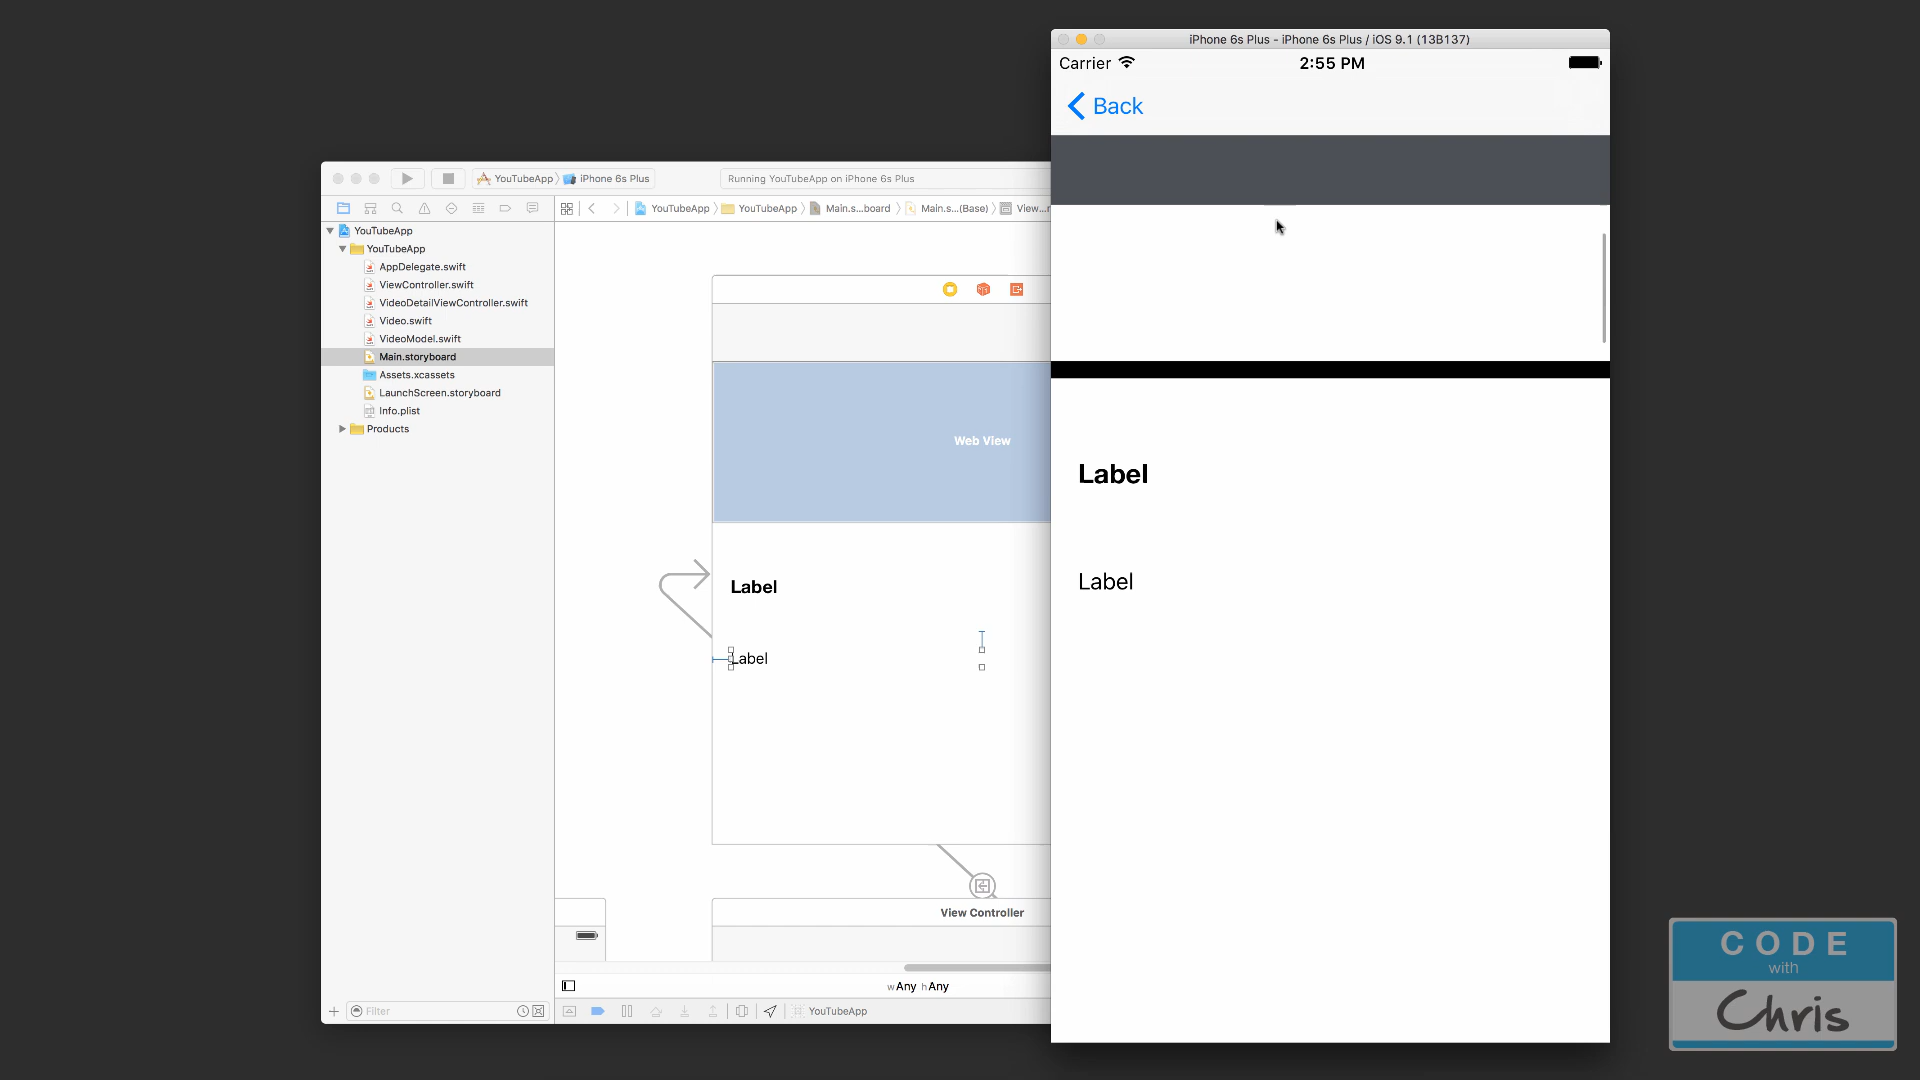 iPhone 6s Plus - iPhone 6s Plus / iOS 9.1 (13B137)
Carrier 2:55 PM
Back
YouTubeApp iPhone 6s Plus
Running YouTubeApp on iPhone 6s Plus
YouTubeApp YouTubeApp Main.s...board Main.s...(Base) View...r
YouTubeApp
YouTubeApp
AppDelegate.swift
ViewController.swift
VideoDetailViewController.swift
Video.swift
VideoModel.swift
Main.storyboard
Assets.xcassets
LaunchScreen.storyboard
Info.plist
Products
Web View
Label
Label
Label
Label
View Controller
wAny hAny
Filter
YouTubeApp
CODE
with
Chris